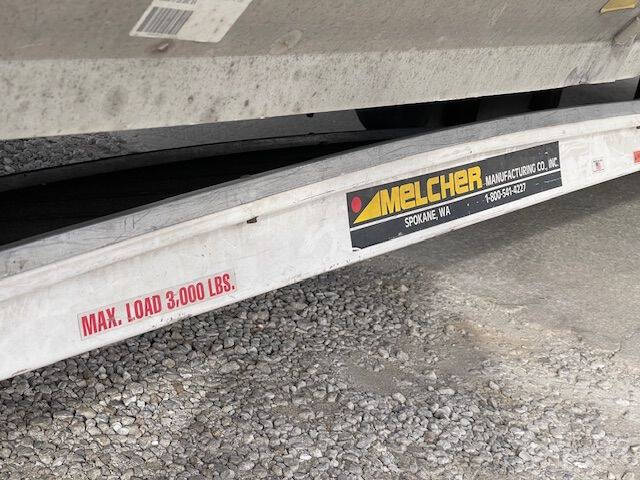 MELCHER MANUFACTURING CO., INC.
SPOKANE, WA 1-800-541-4227
MAX. LOAD 3,000 LBS.